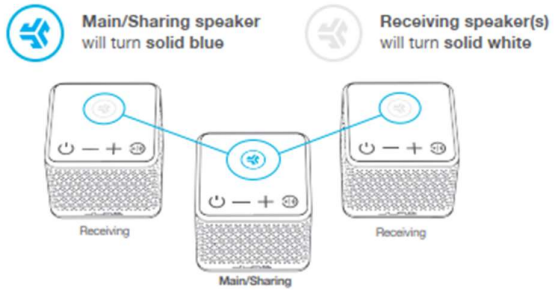 Main/Sharing speaker
will turn solid blue
Receiving speaker(s)
will turn solid white
Receiving
Main/Sharing
Receiving